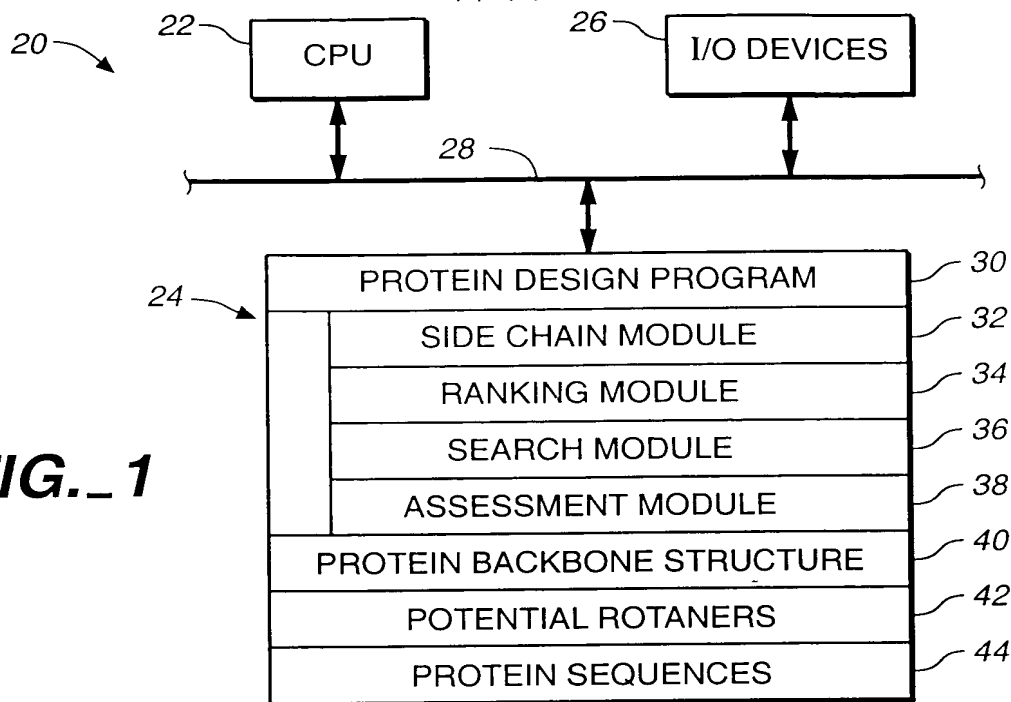 20
22
CPU
26
I/O DEVICES
28
24
PROTEIN DESIGN PROGRAM
30
SIDE CHAIN MODULE
32
RANKING MODULE
34
SEARCH MODULE
36
ASSESSMENT MODULE
38
PROTEIN BACKBONE STRUCTURE
40
POTENTIAL ROTANERS
42
PROTEIN SEQUENCES
44
IG._1